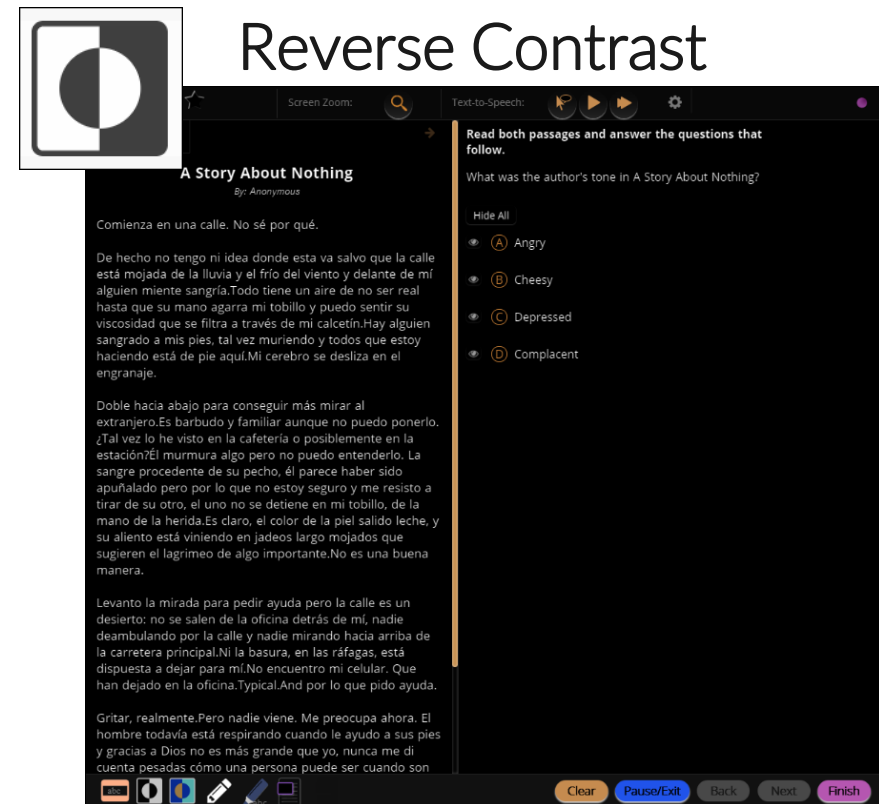 Reverse Contrast
Screen Zoom:
Text-to-Speech:
A Story About Nothing
By: Anonymous
Comienza en una calle. No sé por qué.
De hecho no tengo ni idea donde esta va salvo que la calle
está mojada de la lluvia y el frío del viento y delante de mí
alguien miente sangría.Todo tiene un aire de no ser real
hasta que su mano agarra mi tobillo y puedo sentir su
viscosidad que se filtra a través de mi calcetín.Hay alguien
sangrado a mis pies, tal vez muriendo y todos que estoy
haciendo está de pie aquí.Mi cerebro se desliza en el
engranaje.
Doble hacia abajo para conseguir más mirar al
extranjero.Es barbudo y familiar aunque no puedo ponerlo.
¿Tal vez lo he visto en la cafetería o posiblemente en la
estación?Él murmura algo pero no puedo entenderlo. La
sangre procedente de su pecho, él parece haber sido
apuñalado pero por lo que no estoy seguro y me resisto a
tirar de su otro, el uno no se detiene en mi tobillo, de la
mano de la herida.Es claro, el color de la piel salido leche, y
su aliento está viniendo en jadeos largo mojados que
sugieren el lagrimeo de algo importante.No es una buena
manera.
Levanto la mirada para pedir ayuda pero la calle es un
desierto: no se salen de la oficina detrás de mí, nadie
deambulando por la calle y nadie mirando hacia arriba de
la carretera principal.Ni la basura, en las ráfagas, está
dispuesta a dejar para mí.No encuentro mi celular. Que
han dejado en la oficina.Typical.And por lo que pido ayuda.
Gritar, realmente.Pero nadie viene. Me preocupa ahora. El
hombre todavía está respirando cuando le ayudo a sus pies
y gracias a Dios no es más grande que yo, nunca me di
cuenta pesadas cómo una persona puede ser cuando son
Read both passages and answer the questions that
follow.
What was the author's tone in A Story About Nothing?
Hide All
A Angry
B Cheesy
C Depressed
D Complacent
abc
Clear
Pause/Exit
Back
Next
Finish